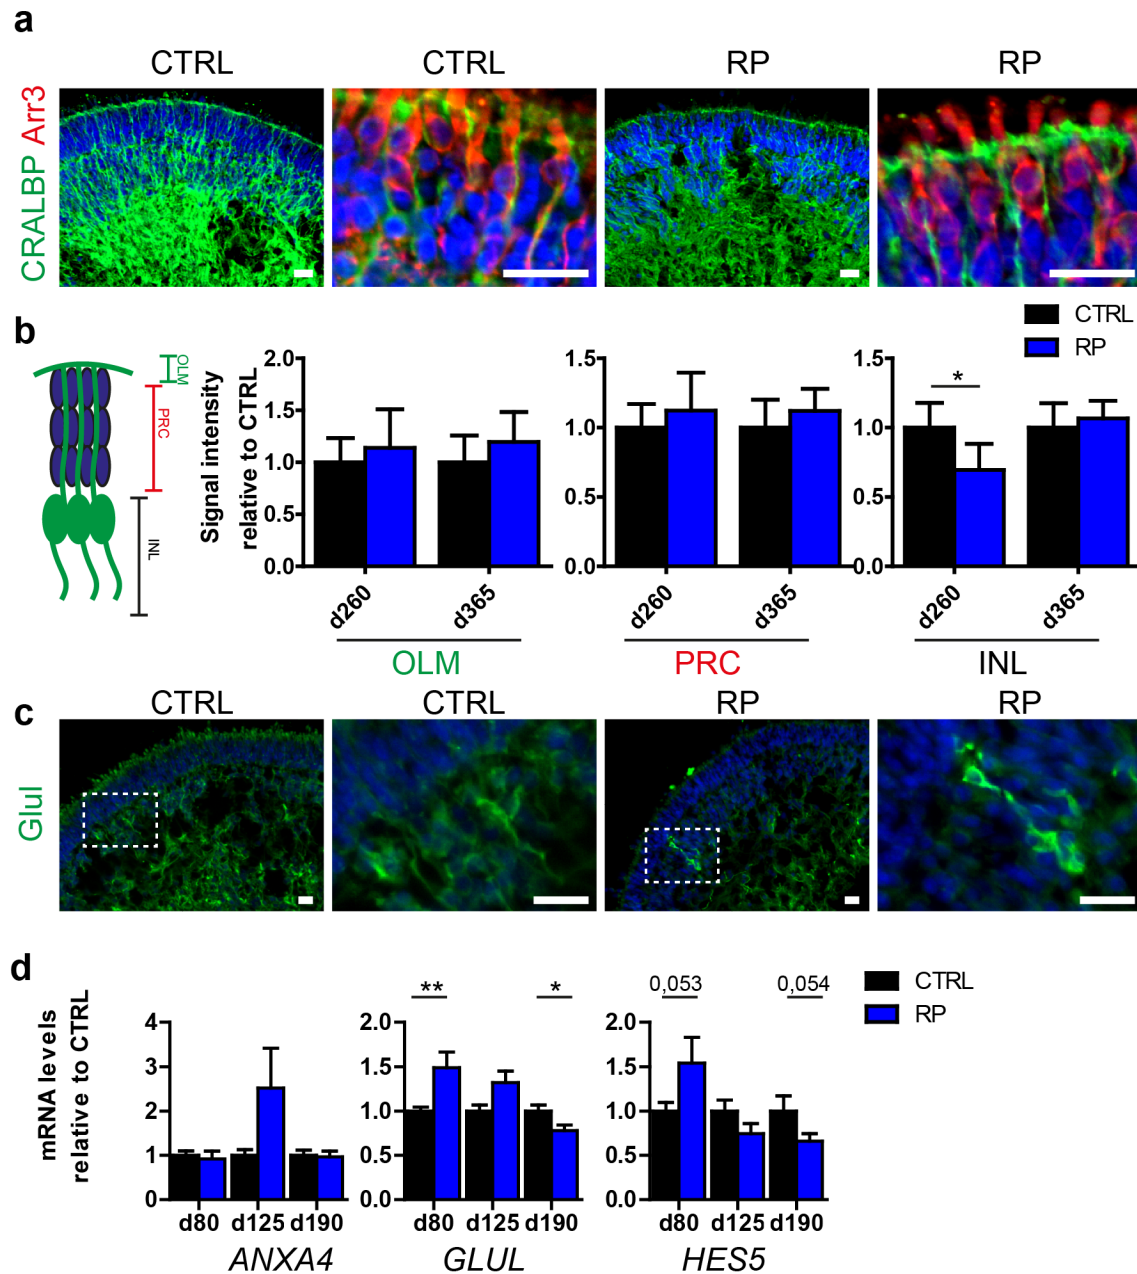 a
CTRL CTRL RP RP
CRALBP Arr3
b
CTRL
RP
OLM
PRC
INL
Signal intensity
relative to CTRL
2.0
1.5
1.0
0.5
0.0
d260 d365
OLM
1.5
1.0
0.5
0.0
d260 d365
PRC
1.5
1.0
0.5
0.0
*
d260 d365
INL
c
CTRL CTRL RP RP
Glul
d
CTRL
RP
mRNA levels
relative to CTRL
4
3
2
1
0
d80 d125 d190
ANXA4
** *
2.0
1.5
1.0
0.5
0.0
d80 d125 d190
GLUL
0,053 0,054
2.0
1.5
1.0
0.5
0.0
d80 d125 d190
HES5